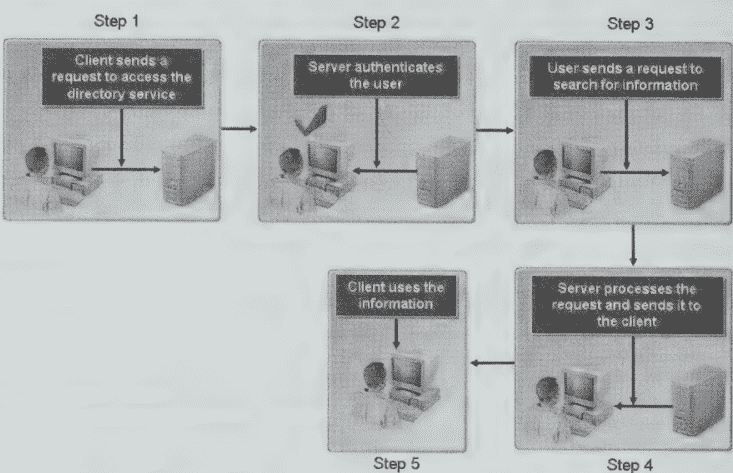 Step 1
Step 2
Step 3
Client sends a
request to access the
directory service
Server authenticates
the user
User sends a request to
search for information
Client uses the
information
Server processes the
request and sends it to
the client
Step 5
Step 4